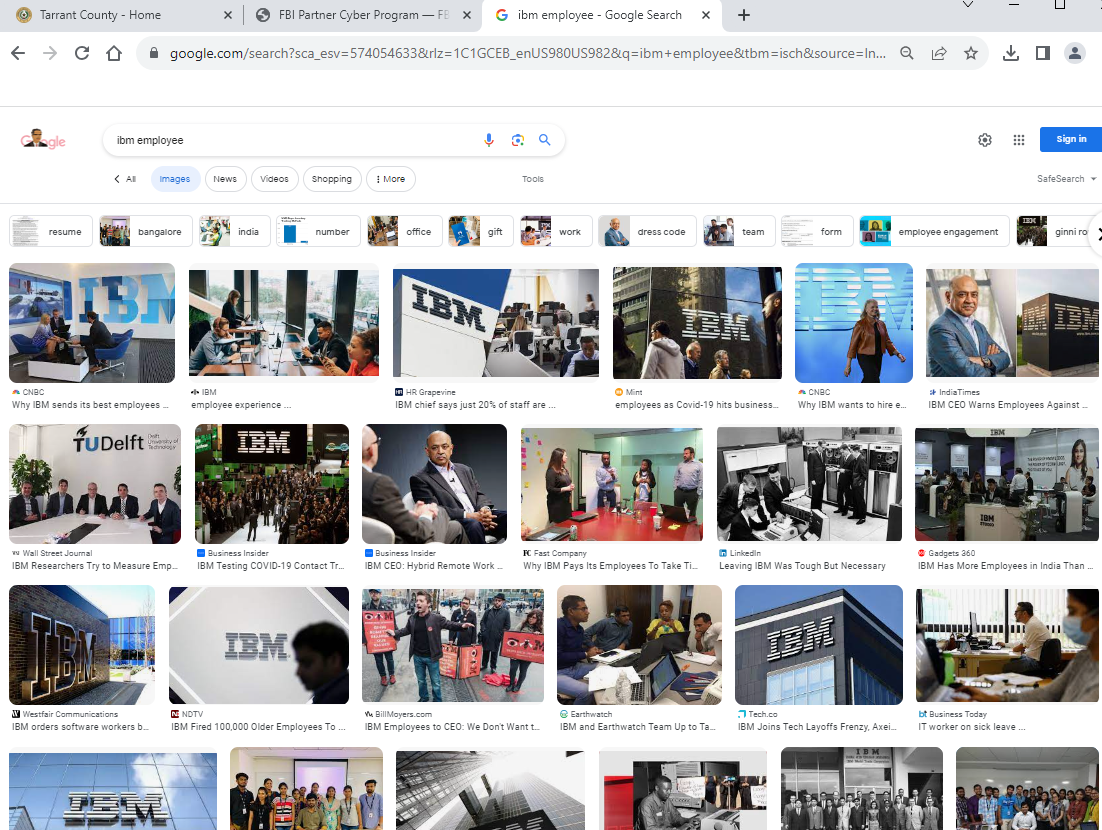 Tarrant County - Home
FBI Partner Cyber Program — FB
ibm employee - Google Search
google.com/search?sca_esv=574054633&rlz=1C1GCEB_enUS980US982&q=ibm+employee&tbm=isch&source=ln...
Google
ibm employee
Sign in
All
Images
News
Videos
Shopping
More
Tools
SafeSearch
resume
bangalore
india
number
office
gift
work
dress code
team
form
employee engagement
ginni ro
IBM
IBM
IBM
IBM
IBM
IBM
CNBC
Why IBM sends its best employees ...
IBM
employee experience ...
HR Grapevine
IBM chief says just 20% of staff are ...
Mint
employees as Covid-19 hits business...
CNBC
Why IBM wants to hire e...
IndiaTimes
IBM CEO Warns Employees Against ...
TUDelft
Delft
University of
Technology
IBM
IBM
IBM
Wall Street Journal
IBM Researchers Try to Measure Emp...
Business Insider
IBM Testing COVID-19 Contact Tr...
Business Insider
IBM CEO: Hybrid Remote Work ...
Fast Company
Why IBM Pays Its Employees To Take Ti...
LinkedIn
Leaving IBM Was Tough But Necessary
Gadgets 360
IBM Has More Employees in India Than ...
IBM
IBM
IBM
Westfair Communications
IBM orders software workers b...
NDTV
IBM Fired 100,000 Older Employees To ...
BillMoyers.com
IBM Employees to CEO: We Don't Want t...
Earthwatch
IBM and Earthwatch Team Up to Ta...
Tech.co
IBM Joins Tech Layoffs Frenzy, Axei...
Business Today
IT worker on sick leave ...
IBM
IBM